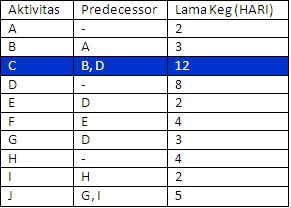 Aktivitas Predecessor Lama Keg (HARI)
A - 2
B A 3
C B, D 12
D - 8
E D 2
F E 4
G D 3
H - 4
I H 2
J G, I 5